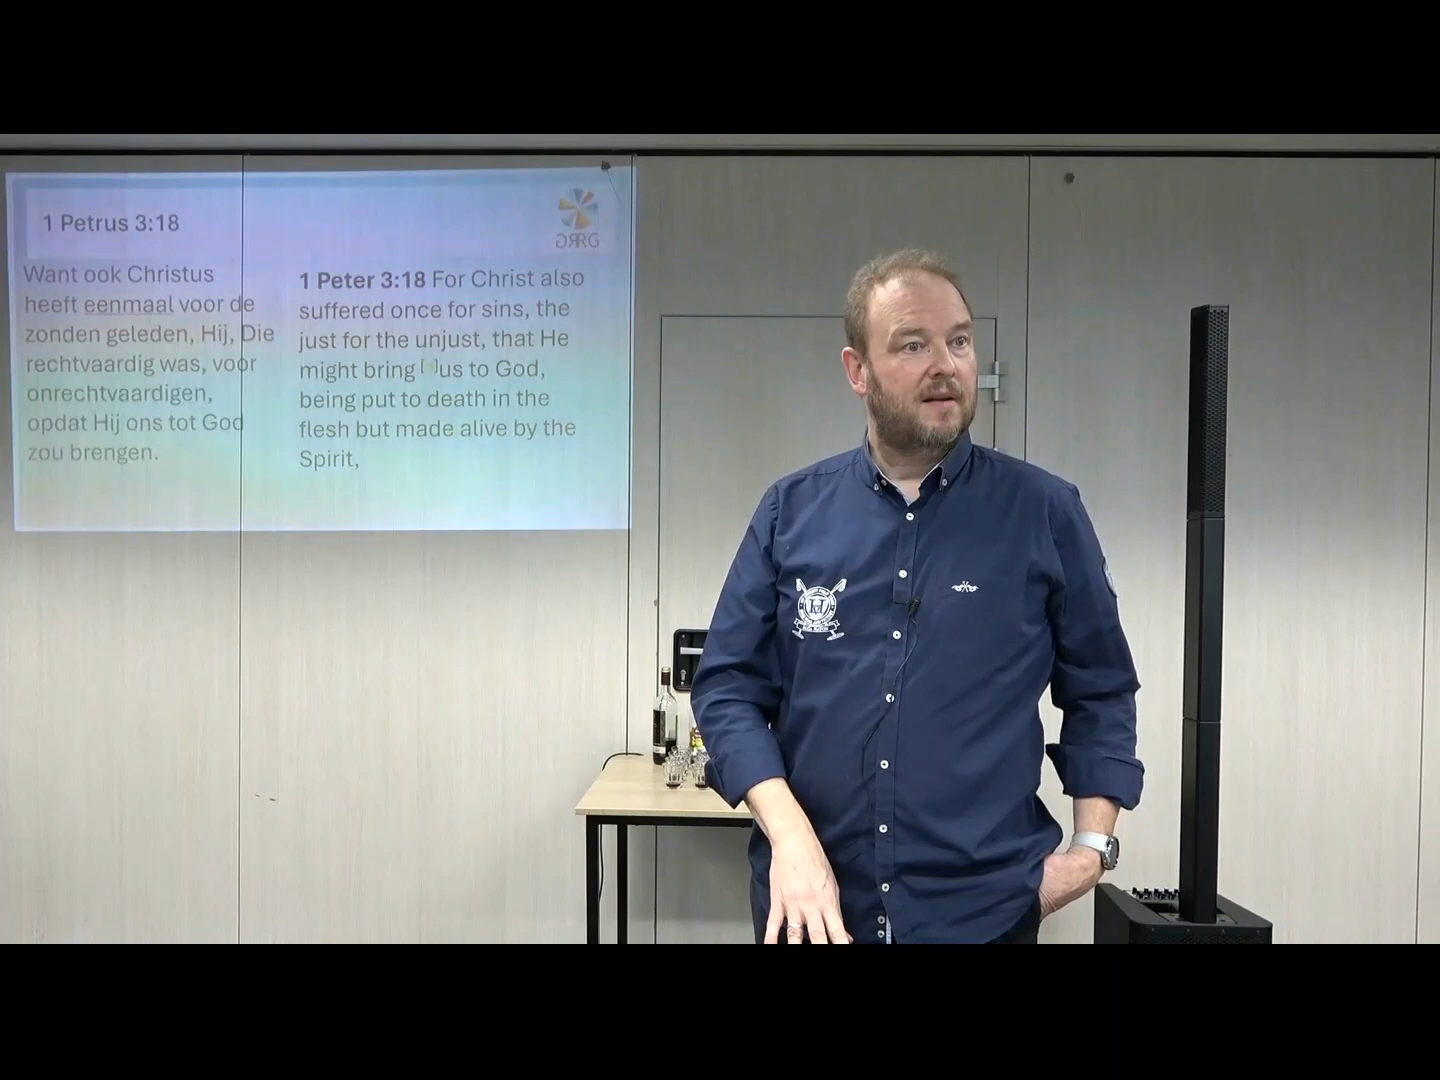 1 Petrus 3:18
GRRG
Want ook Christus
heeft eenmaal voor de
zonden geleden, Hij, Die
rechtvaardig was, voor
onrechtvaardigen,
opdat Hij ons tot God
zou brengen.
1 Peter 3:18 For Christ also
suffered once for sins, the
just for the unjust, that He
might bring [ ]us to God,
being put to death in the
flesh but made alive by the
Spirit,